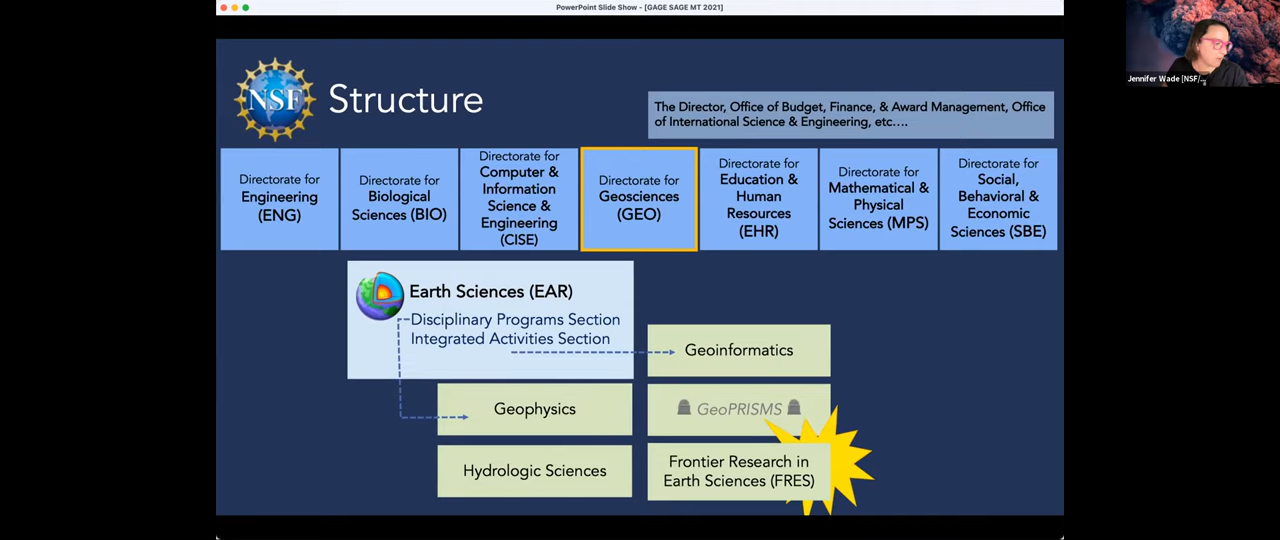 PowerPoint Slide Show - [GAGE SAGE MT 2021]
Jennifer Wade [NSF/...
NSF
Structure
The Director, Office of Budget, Finance, & Award Management, Office
of International Science & Engineering, etc....
Directorate for
Engineering
(ENG)
Directorate for
Biological
Sciences (BIO)
Directorate for
Computer &
Information
Science &
Engineering
(CISE)
Directorate for
Geosciences
(GEO)
Directorate for
Education &
Human
Resources
(EHR)
Directorate for
Mathematical &
Physical
Sciences (MPS)
Directorate for
Social,
Behavioral &
Economic
Sciences (SBE)
Earth Sciences (EAR)
Disciplinary Programs Section
Integrated Activities Section
Geoinformatics
Geophysics
GeoPRISMS
Hydrologic Sciences
Frontier Research in
Earth Sciences (FRES)